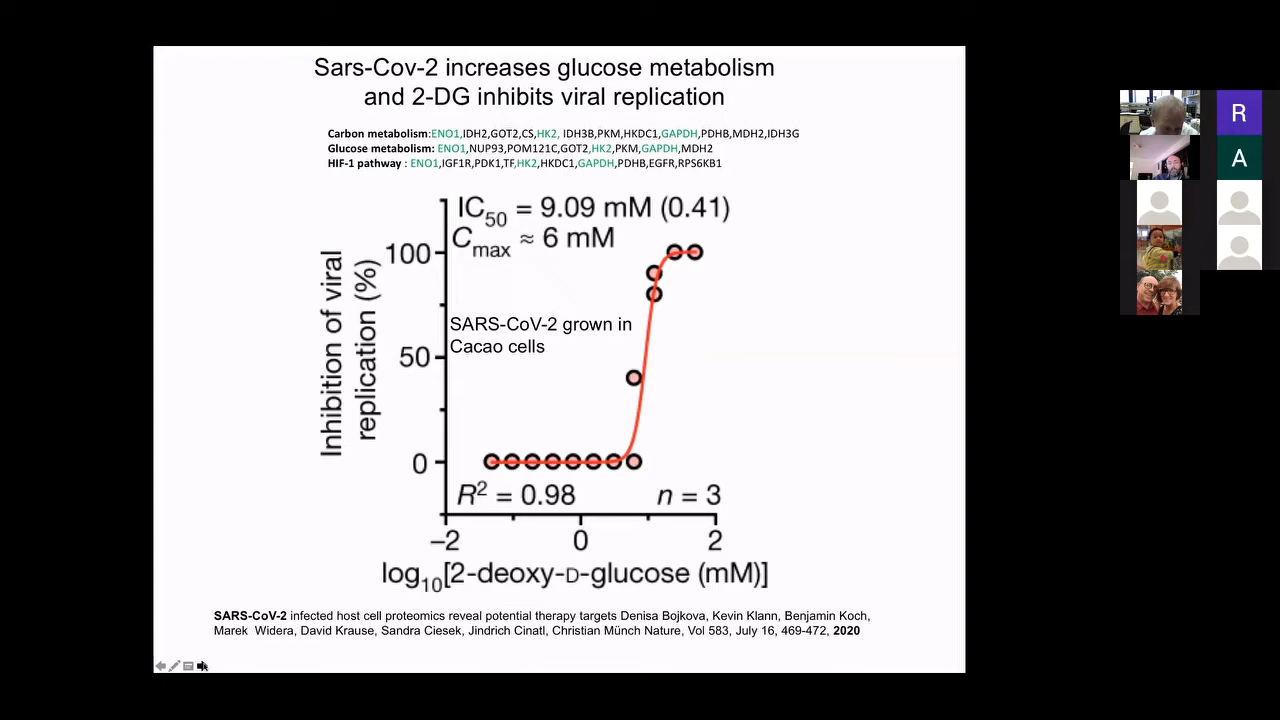 Sars-Cov-2 increases glucose metabolism
and 2-DG inhibits viral replication
Carbon metabolism:ENO1,IDH2,GOT2,CS,HK2, IDH3B,PKM,HKDC1,GAPDH,PDHB,MDH2,IDH3G
Glucose metabolism: ENO1,NUP93,POM121C,GOT2,HK2,PKM,GAPDH,MDH2
HIF-1 pathway : ENO1,IGF1R,PDK1,TF,HK2,HKDC1,GAPDH,PDHB,EGFR,RPS6KB1
IC50 = 9.09 mM (0.41)
Cmax ≈ 6 mM
Inhibition of viral
replication (%)
100
50
0
SARS-CoV-2 grown in
Cacao cells
R2 = 0.98
n = 3
−2
0
2
log10[2-deoxy-D-glucose (mM)]
SARS-CoV-2 infected host cell proteomics reveal potential therapy targets Denisa Bojkova, Kevin Klann, Benjamin Koch,
Marek Widera, David Krause, Sandra Ciesek, Jindrich Cinatl, Christian Münch Nature, Vol 583, July 16, 469-472, 2020
R
A